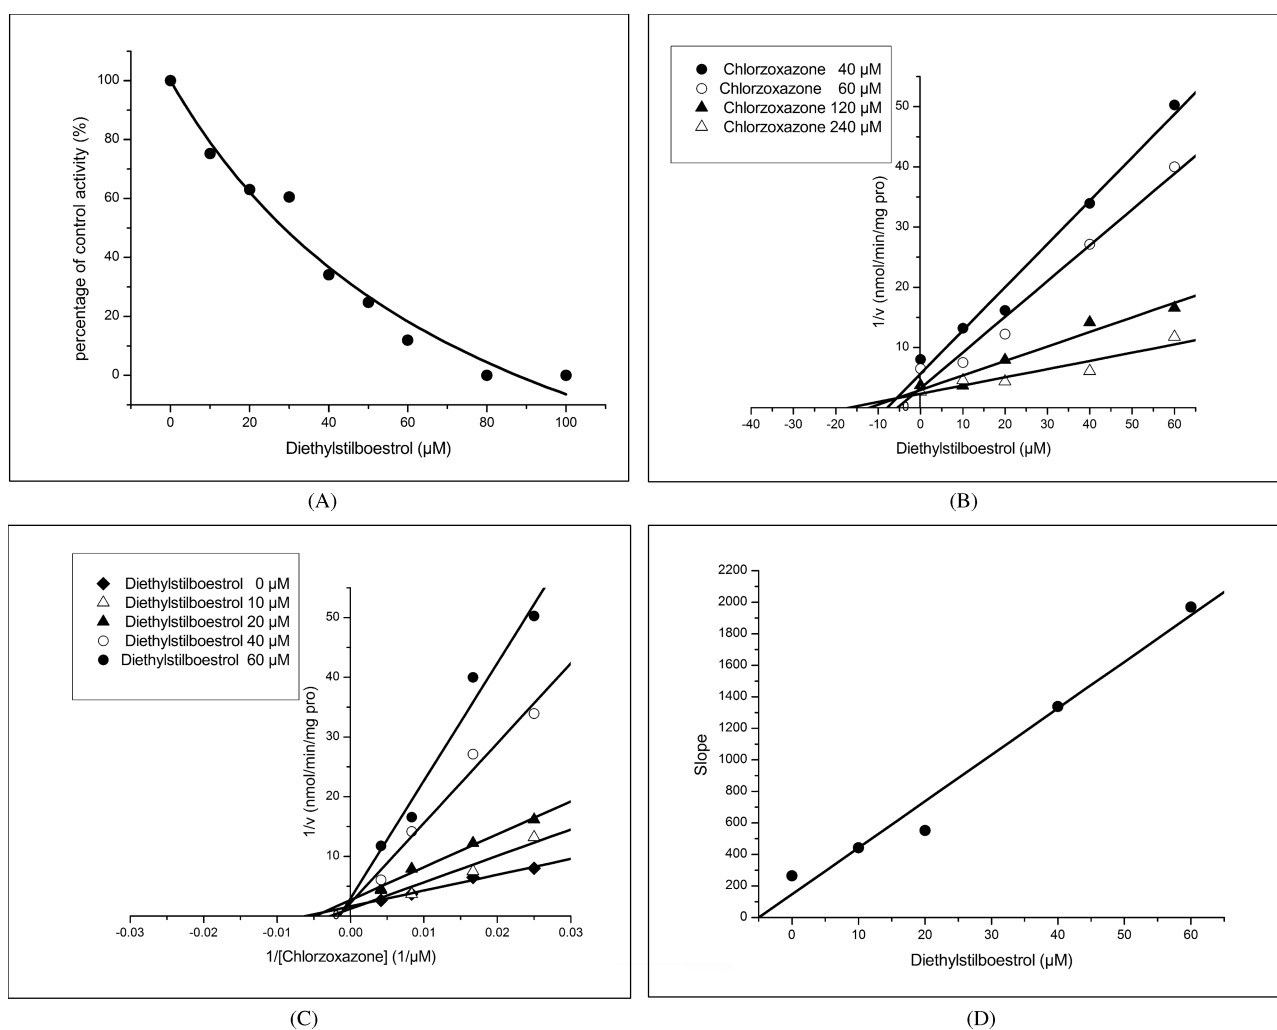 100
80
60
40
20
0
percentage of control activity (%)
0 20 40 60 80 100
Diethylstilboestrol (µM)
(A)
Chlorzoxazone 40 µM
Chlorzoxazone 60 µM
Chlorzoxazone 120 µM
Chlorzoxazone 240 µM
50
40
30
20
10
0
1/v (nmol/min/mg pro)
-40 -30 -20 -10 0 10 20 30 40 50 60
Diethylstilboestrol (µM)
(B)
Diethylstilboestrol 0 µM
Diethylstilboestrol 10 µM
Diethylstilboestrol 20 µM
Diethylstilboestrol 40 µM
Diethylstilboestrol 60 µM
50
40
30
20
10
1/v (nmol/min/mg pro)
-0.03 -0.02 -0.01 0.00 0.01 0.02 0.03
1/[Chlorzoxazone] (1/µM)
(C)
2200
2000
1800
1600
1400
1200
1000
800
600
400
200
0
Slope
0 10 20 30 40 50 60
Diethylstilboestrol (µM)
(D)